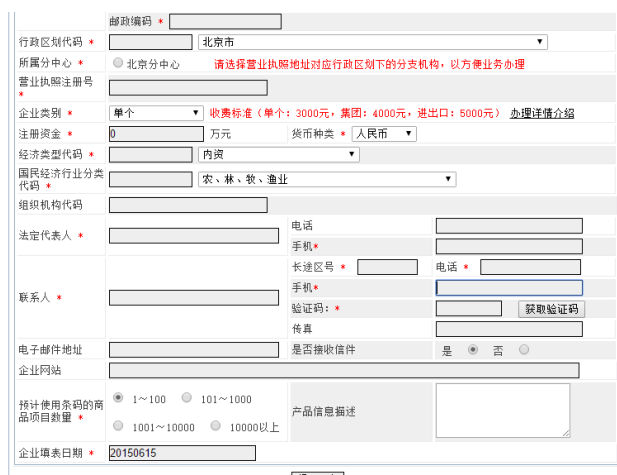 邮政编码 *
行政区划代码 * 北京市
所属分中心 * 北京分中心 请选择营业执照地址对应行政区划下的分支机构，以方便业务办理
营业执照注册号
*
企业类别 * 单个 收费标准（单个：3000元，集团：4000元，进出口：5000元） 办理详情介绍
注册资金 * 0 万元 货币种类 * 人民币
经济类型代码 * 内资
国民经济行业分类
代码 * 农、林、牧、渔业
组织机构代码
法定代表人 * 电话
手机*
联系人 * 长途区号 * 电话 *
手机*
验证码：* 获取验证码
传真
电子邮件地址 是否接收信件 是 否
企业网站
预计使用条码的商
品项目数量 * 1～100 101～1000
1001～10000 10000以上
产品信息描述
企业填表日期 * 20150615